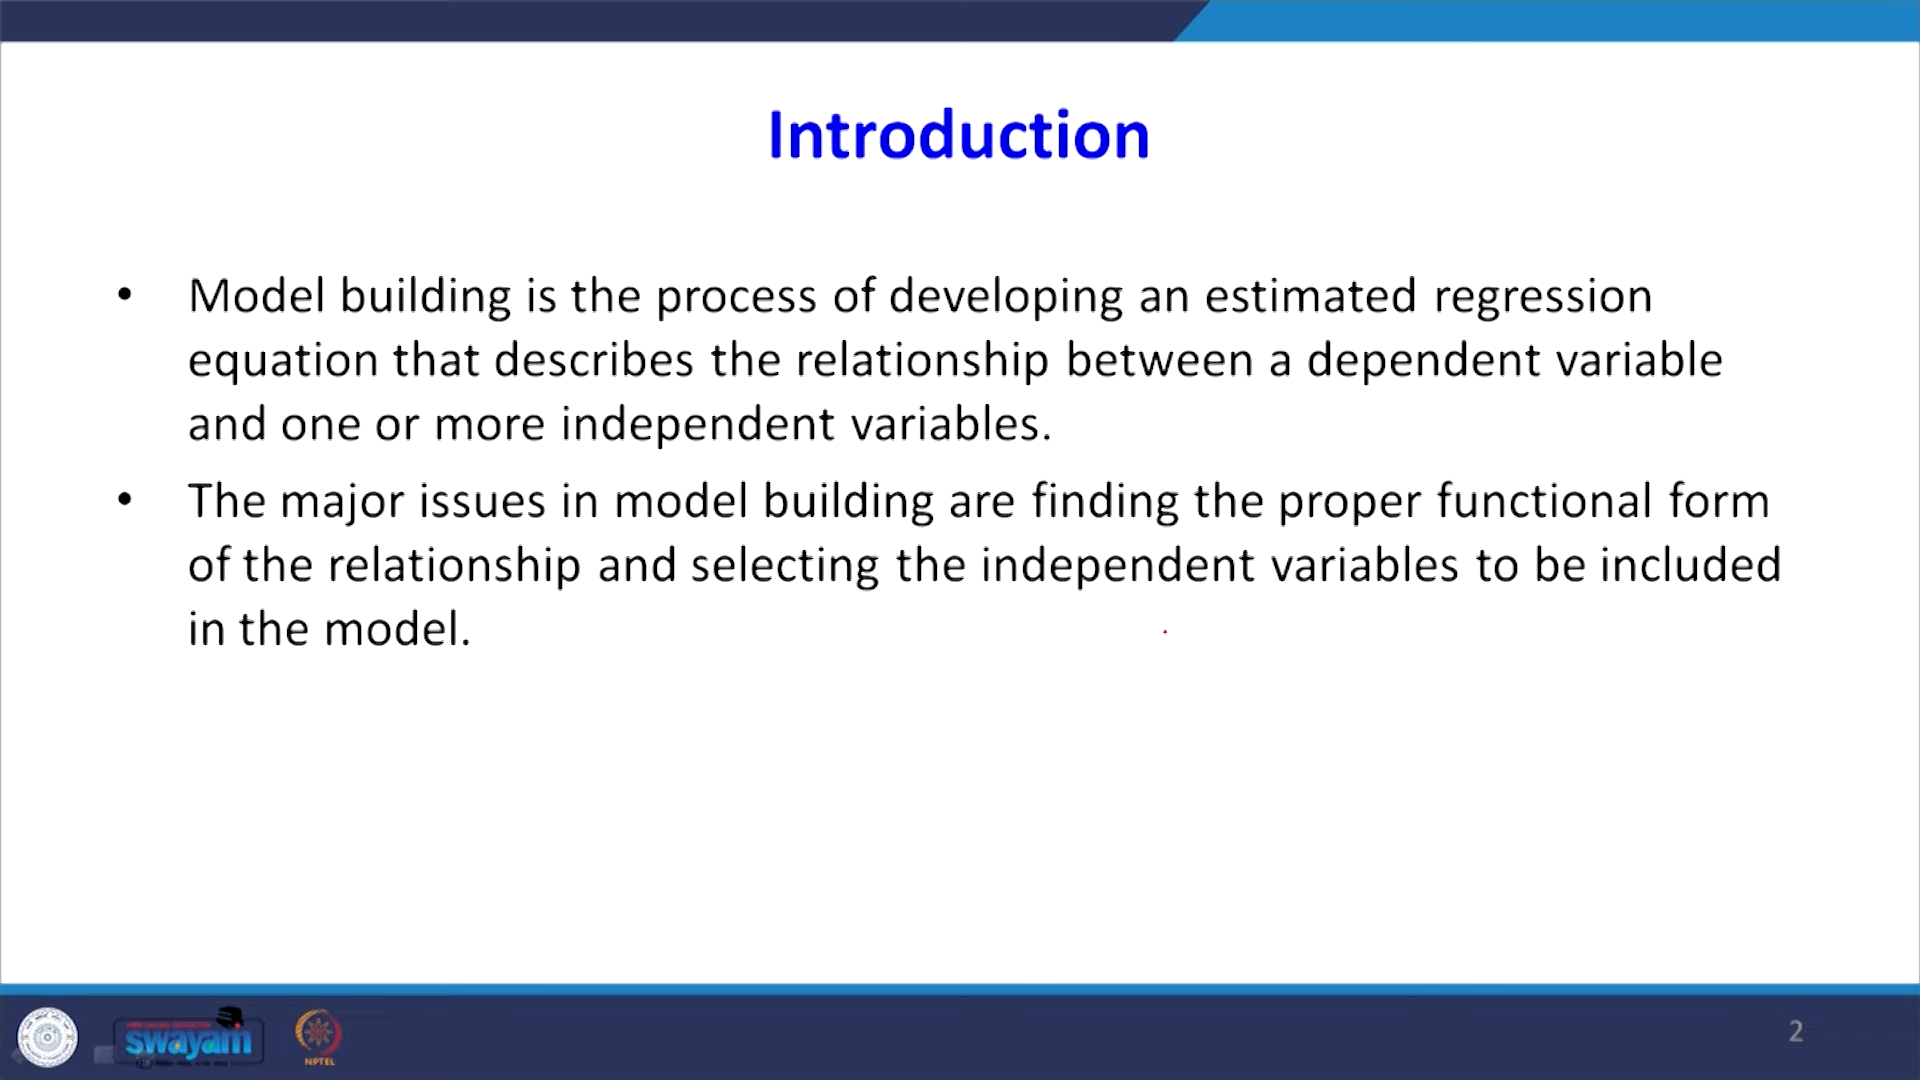 Introduction
• Model building is the process of developing an estimated regression
equation that describes the relationship between a dependent variable
and one or more independent variables.
• The major issues in model building are finding the proper functional form
of the relationship and selecting the independent variables to be included
in the model.
swayam
NPTEL
2